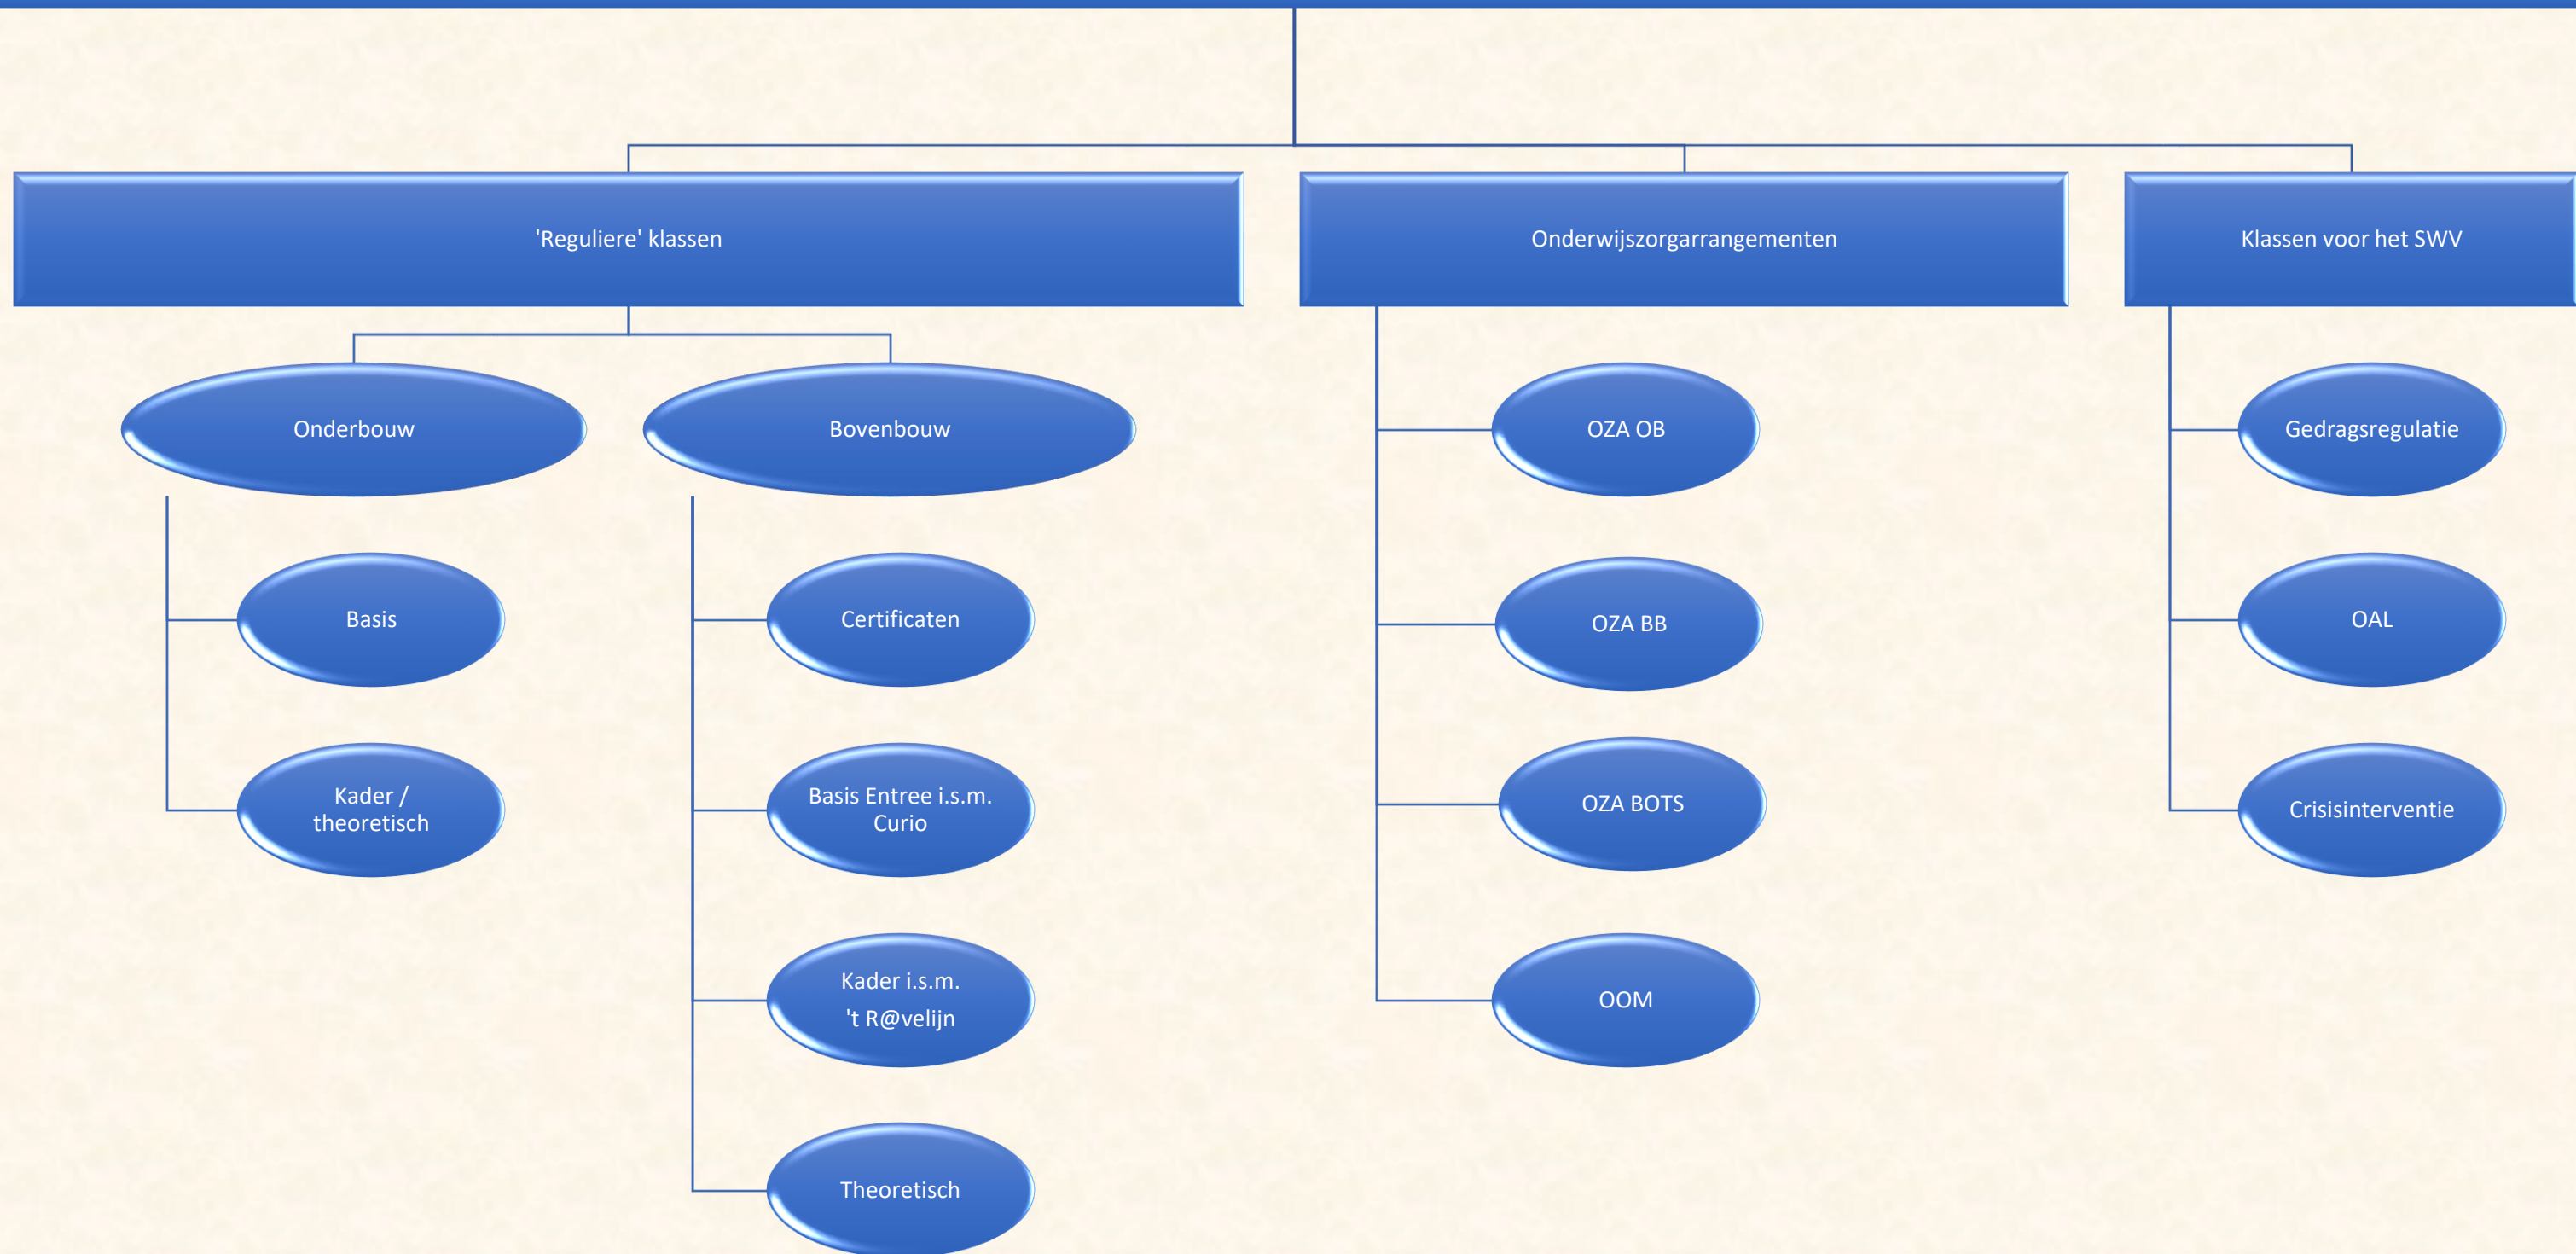 'Reguliere' klassen
Onderbouw
Basis
Kader /
theoretisch
Bovenbouw
Certificaten
Basis Entree i.s.m.
Curio
Kader i.s.m.
't R@velijn
Theoretisch
Onderwijszorgarrangementen
OZA OB
OZA BB
OZA BOTS
OOM
Klassen voor het SWV
Gedragsregulatie
OAL
Crisisinterventie